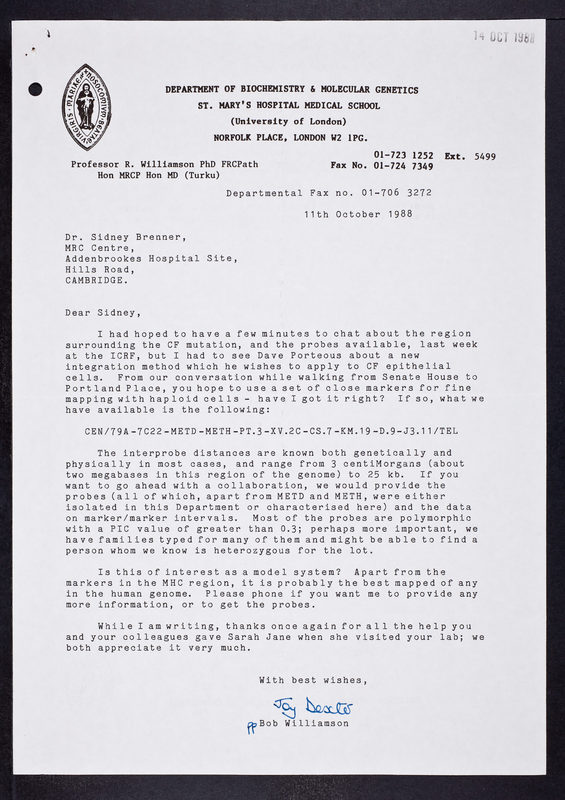 14 OCT 1988
DEPARTMENT OF BIOCHEMISTRY & MOLECULAR GENETICS
ST. MARY'S HOSPITAL MEDICAL SCHOOL
(University of London)
NORFOLK PLACE, LONDON W2 1PG.
01-723 1252 Ext. 5499
Professor R. Williamson PhD FRCPath
Fax No. 01-724 7349
Hon MRCP Hon MD (Turku)
Departmental Fax no. 01-706 3272
11th October 1988
Dr. Sidney Brenner,
MRC Centre,
Addenbrookes Hospital Site,
Hills Road,
CAMBRIDGE.
Dear Sidney,
I had hoped to have a few minutes to chat about the region
surrounding the CF mutation, and the probes available, last week
at the ICRF, but I had to see Dave Porteous about a new
integration method which he wishes to apply to CF epithelial
cells. From our conversation while walking from Senate House to
Portland Place, you hope to use a set of close markers for fine
mapping with haploid cells - have I got it right? If so, what we
have available is the following:
CEN/79A-7C22-METD-METH-PT.3-XV.2C-CS.7-KM.19-D.9-J3.11/TEL
The interprobe distances are known both genetically and
physically in most cases, and range from 3 centiMorgans (about
two megabases in this region of the genome) to 25 kb. If you
want to go ahead with a collaboration, we would provide the
probes (all of which, apart from METD and METH, were either
isolated in this Department or characterised here) and the data
on marker/marker intervals. Most of the probes are polymorphic
with a PIC value of greater than 0.3; perhaps more important, we
have families typed for many of them and might be able to find a
person whom we know is heterozygous for the lot.
Is this of interest as a model system? Apart from the
markers in the MHC region, it is probably the best mapped of any
in the human genome. Please phone if you want me to provide any
more information, or to get the probes.
While I am writing, thanks once again for all the help you
and your colleagues gave Sarah Jane when she visited your lab; we
both appreciate it very much.
With best wishes,
Joy Dexter
pp Bob Williamson